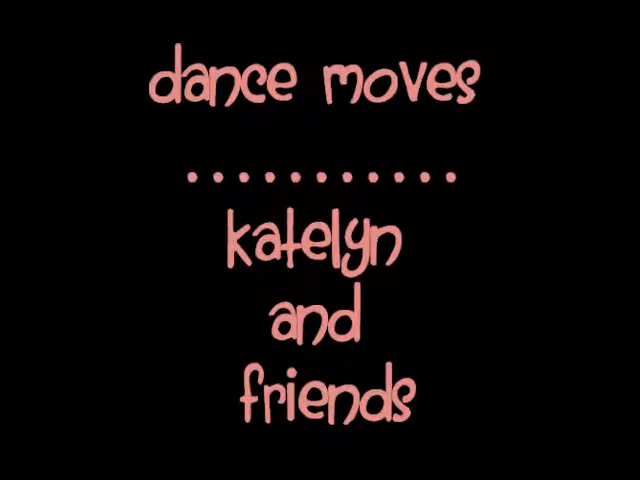 dance moves
...........
katelyn
and
friends